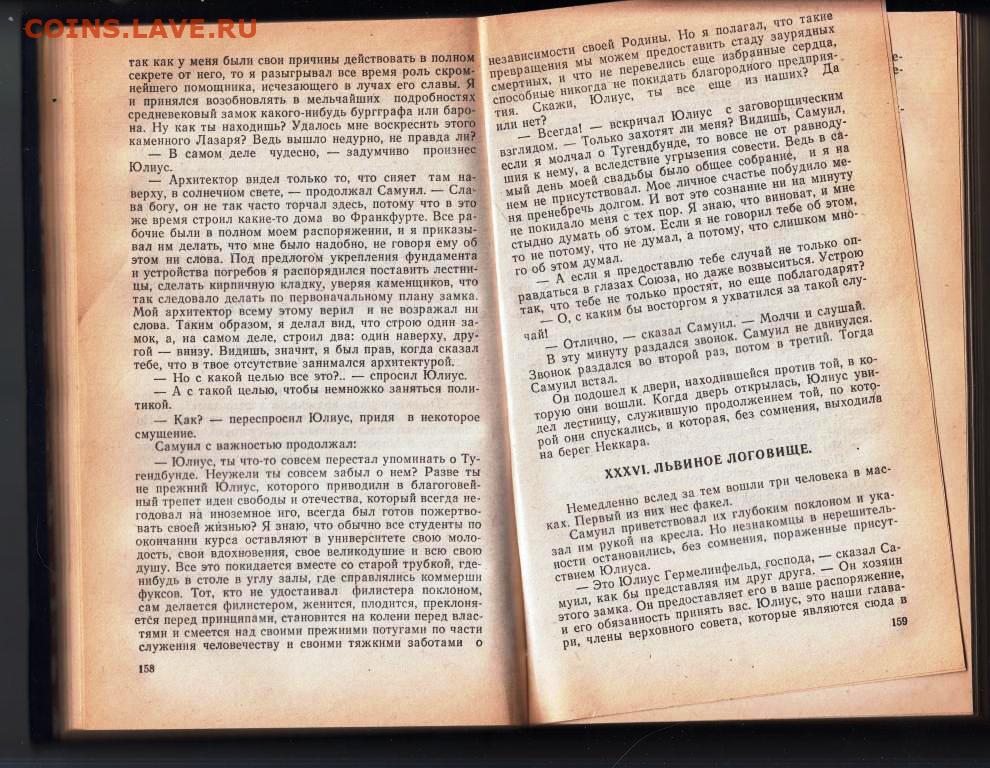 COINS.LAVE.RU
так как у меня были свои причины действовать в полном
секрете от него, то я разыгрывал все время роль скром-
нейшего помощника, исчезающего в лучах его славы. Я
и принялся возобновлять в мельчайших подробностях
средневековый замок какого-нибудь бургграфа или баро-
на. Ну как ты находишь? Удалось мне воскресить этого
каменного Лазаря? Ведь вышло недурно, не правда ли?
— В самом деле чудесно, — задумчиво произнес
Юлиус.
— Архитектор видел только то, что сияет там на-
верху, в солнечном свете, — продолжал Самуил. — Сла-
ва богу, он не так часто торчал здесь, потому что в это
же время строил какие-то дома во Франкфурте. Все ра-
бочие были в полном моем распоряжении, и я приказы-
вал им делать, что мне было надобно, не говоря ему об
этом ни слова. Под предлогом укрепления фундамента
и устройства погребов я распорядился поставить лестни-
цы, сделать кирпичную кладку, уверяя каменщиков, что
так следовало делать по первоначальному плану замка.
Мой архитектор всему этому верил и не возражал ни
слова. Таким образом, я делал вид, что строю один за-
мок, а, на самом деле, строил два: один наверху, дру-
гой — внизу. Видишь, значит, я был прав, когда сказал
тебе, что в твое отсутствие занимался архитектурой.
— Но с какой целью все это?.. — спросил Юлиус.
— А с такой целью, чтобы немножко заняться поли-
тикой.
— Как? — переспросил Юлиус, придя в некоторое
смущение.
Самуил с важностью продолжал:
— Юлиус, ты что-то совсем перестал упоминать о Ту-
гендбунде. Неужели ты совсем забыл о нем? Разве ты
не прежний Юлиус, которого приводили в благоговей-
ный трепет идеи свободы и отечества, который всегда не-
годовал на иноземное иго, всегда был готов пожертво-
вать своей жизнью? Я знаю, что обычно все студенты по
окончании курса оставляют в университете свою моло-
дость, свои вдохновения, свое великодушие и всю свою
душу. Все это покидается вместе со старой трубкой, где-
нибудь в столе в углу залы, где справлялись коммерши
фуксов. Тот, кто не удостаивал филистера поклоном,
сам делается филистером, женится, плодится, преклоня-
ется перед принципами, становится на колени перед влас-
тями и смеется над своими прежними потугами по части
служения человечеству и своими тяжкими заботами о
158
независимости своей Родины. Но я полагал, что такие
превращения мы можем предоставить стаду заурядных
смертных, и что не перевелись еще избранные сердца,
способные никогда не покидать благородного предприя-
тия. Скажи, Юлиус, ты все еще из наших? Да
или нет?
— Всегда! — вскричал Юлиус с заговорщическим
взглядом. — Только захотят ли меня? Видишь, Самуил,
если я молчал о Тугендбунде, то вовсе не от равноду-
шия к нему, а вследствие угрызения совести. Ведь в са-
мый день моей свадьбы было общее собрание, и я на
нем не присутствовал. Мое личное счастье побудило ме-
ня пренебречь долгом. И вот это сознание ни на минуту
не покидало меня с тех пор. Я знаю, что виноват, и мне
стыдно думать об этом. Если я не говорил тебе об этом,
то не потому, что не думал, а потому, что слишком мно-
го об этом думал.
— А если я предоставлю тебе случай не только оп-
равдаться в глазах Союза, но даже возвыситься. Устрою
так, что тебе не только простят, но еще поблагодарят?
— О, с каким бы восторгом я ухватился за такой слу-
чай!
— Отлично, — сказал Самуил. — Молчи и слушай.
В эту минуту раздался звонок. Самуил не двинулся.
Звонок раздался во второй раз, потом в третий. Тогда
Самуил встал.
Он подошел к двери, находившейся против той, в ко-
торую они вошли. Когда дверь открылась, Юлиус уви-
дел лестницу, служившую продолжением той, по кото-
рой они спускались, и которая, без сомнения, выходила
на берег Неккара.
XXXVI. ЛЬВИНОЕ ЛОГОВИЩЕ.
Немедленно вслед за тем вошли три человека в мас-
ках. Первый из них нес факел.
Самуил приветствовал их глубоким поклоном и ука-
зал им рукой на кресла. Но незнакомцы в нерешитель-
ности остановились, без сомнения, пораженные присут-
ствием Юлиуса.
— Это Юлиус Гермелинфельд, господа, — сказал Са-
муил, как бы представляя им друг друга. — Он хозяин
этого замка. Он предоставляет его в ваше распоряжение,
и его обязанность принять вас. Юлиус, это наши глава-
ри, члены верховного совета, которые являются сюда в
159